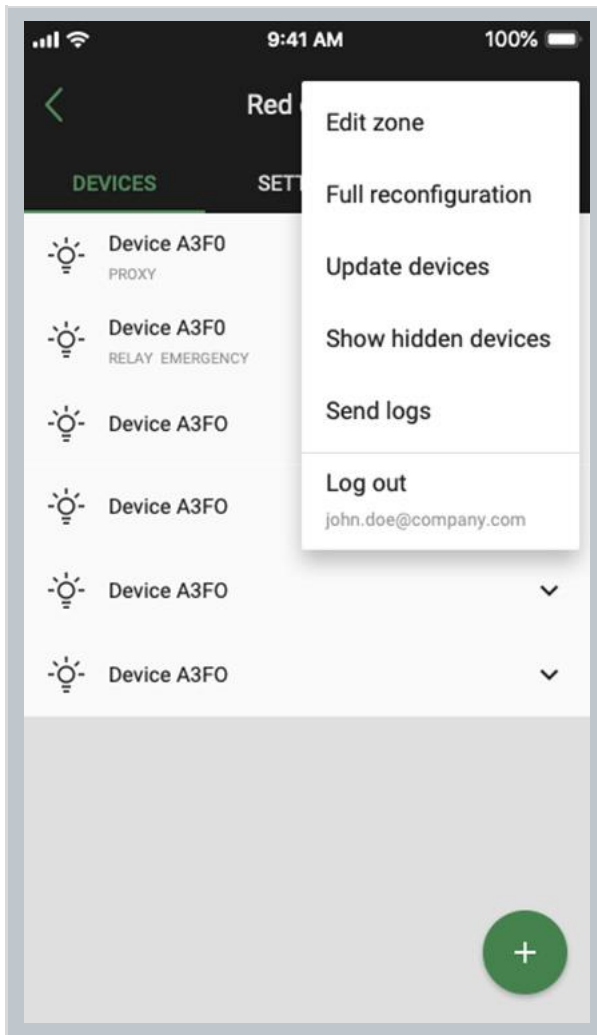 9:41 AM
100%
Red
DEVICES
SETT
Edit zone
Full reconfiguration
Update devices
Show hidden devices
Send logs
Log out
john.doe@company.com
Device A3F0
PROXY
Device A3F0
RELAY EMERGENCY
Device A3FO
Device A3FO
Device A3FO
Device A3FO
+